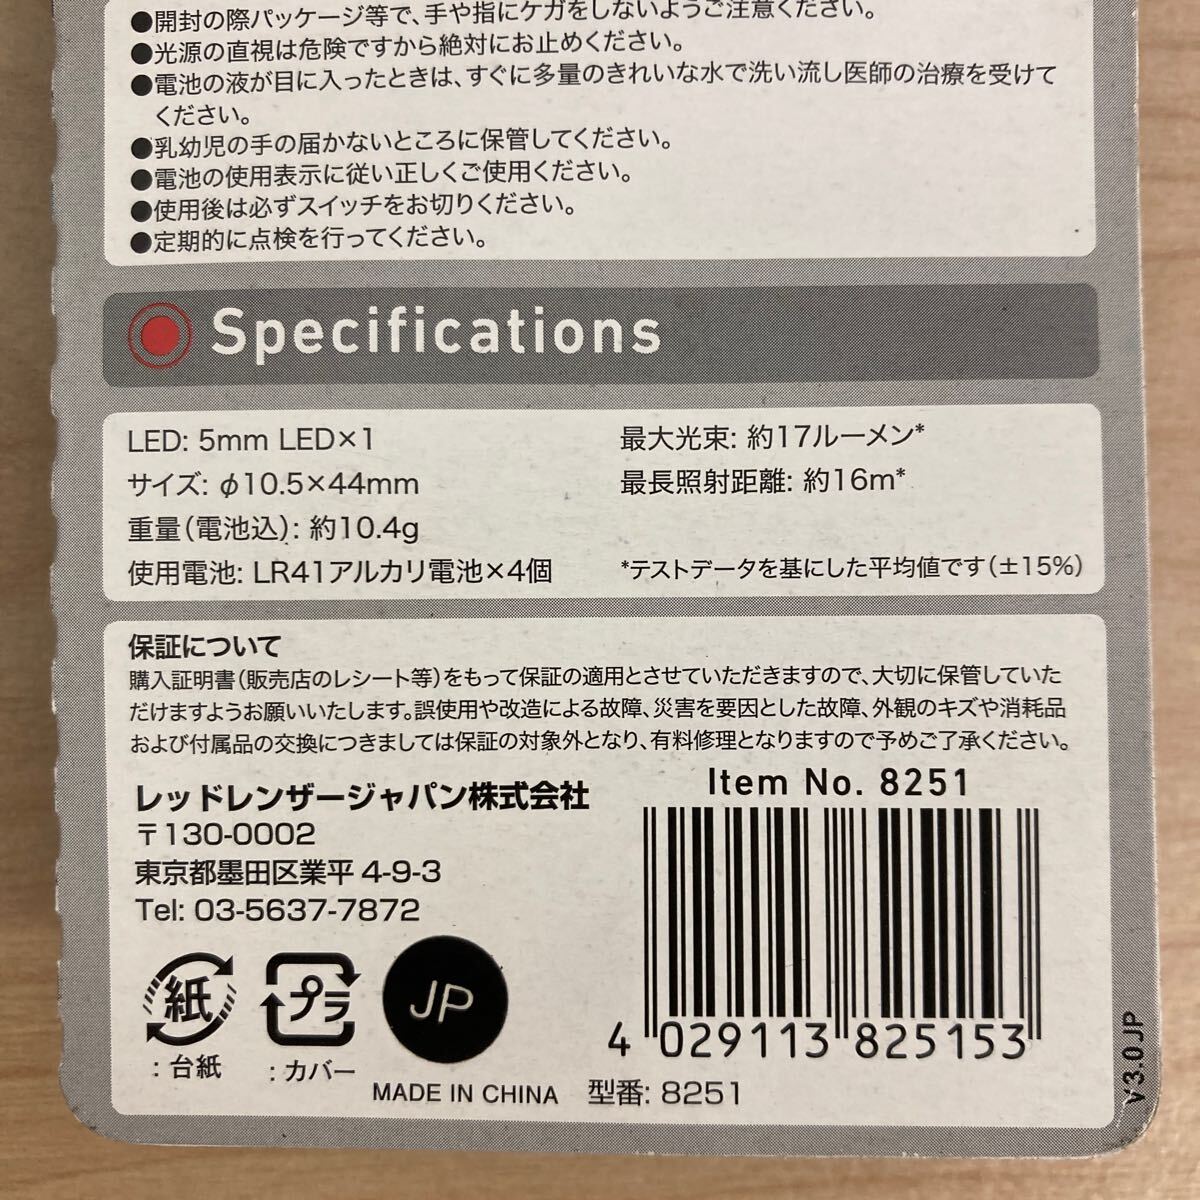 ●開封の際パッケージ等で、手や指にケガをしないようご注意ください。
●光源の直視は危険ですから絶対にお止めください。
●電池の液が目に入ったときは、すぐに多量のきれいな水で洗い流し医師の治療を受けて
ください。
●乳幼児の手の届かないところに保管してください。
●電池の使用表示に従い正しくご使用ください。
●使用後は必ずスイッチをお切りください。
●定期的に点検を行ってください。
Specifications
LED: 5mm LED×1
サイズ: φ10.5×44mm
重量(電池込): 約10.4g
使用電池: LR41アルカリ電池×4個
最大光束: 約17ルーメン*
最長照射距離: 約16m*
*テストデータを基にした平均値です(±15%)
保証について
購入証明書(販売店のレシート等)をもって保証の適用とさせていただきますので、大切に保管していた
だけますようお願いいたします。誤使用や改造による故障、災害を要因とした故障、外観のキズや消耗品
および付属品の交換につきましては保証の対象外となり、有料修理となりますので予めご了承ください。
レッドレンザージャパン株式会社
〒130-0002
東京都墨田区業平 4-9-3
Tel: 03-5637-7872
Item No. 8251
4 029113 825153
紙
: 台紙
プラ
: カバー
JP
MADE IN CHINA 型番: 8251
V3.0JP